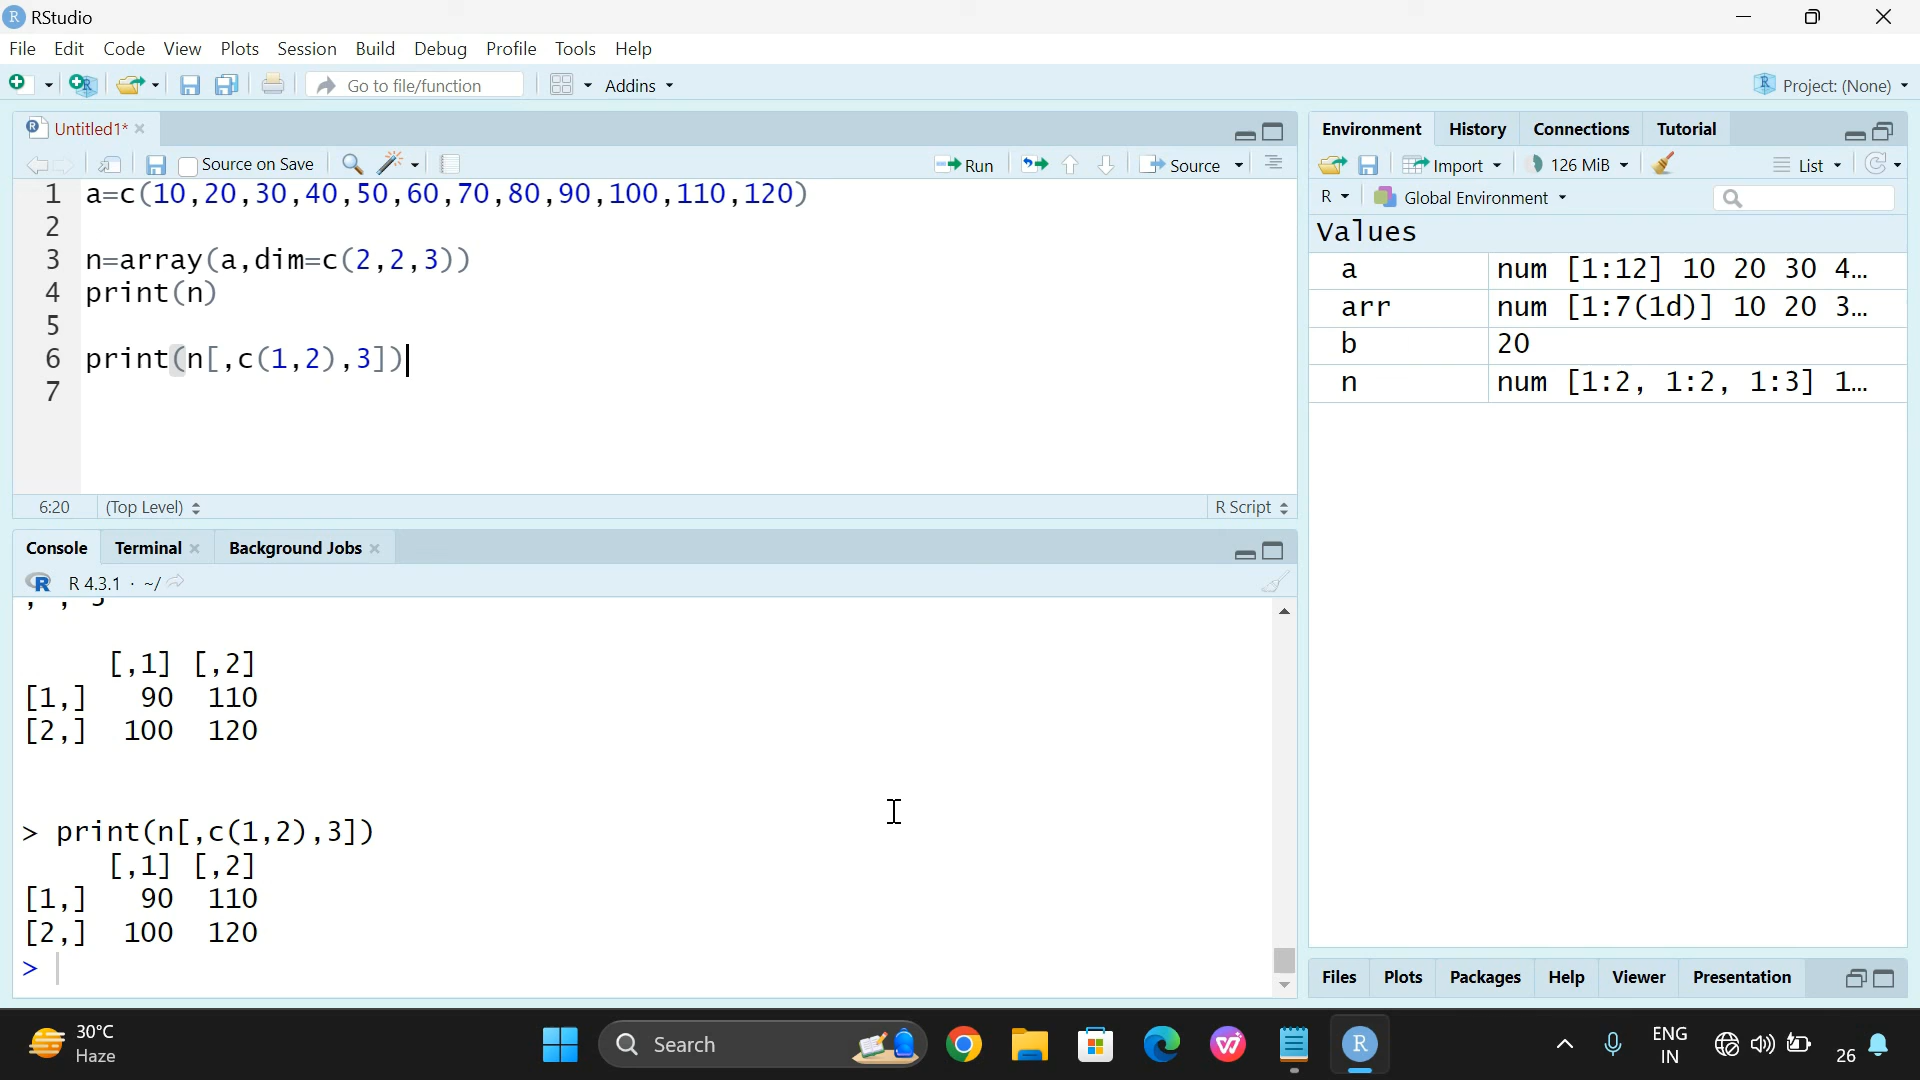 RStudio
File Edit Code View Plots Session Build Debug Profile Tools Help
Go to file/function Addins Project: (None)
Untitled1*
Source on Save Run Source
1 a=c(10,20,30,40,50,60,70,80,90,100,110,120)
2
3 n=array(a,dim=c(2,2,3))
4 print(n)
5
6 print(n[,c(1,2),3])
7
6:20 (Top Level) R Script
Console Terminal Background Jobs
R 4.3.1 · ~/
, , 3
[,1] [,2]
[1,] 90 110
[2,] 100 120
> print(n[,c(1,2),3])
[,1] [,2]
[1,] 90 110
[2,] 100 120
>
Environment History Connections Tutorial
Import 126 MiB List
R Global Environment
Values
a num [1:12] 10 20 30 4…
arr num [1:7(1d)] 10 20 3…
b 20
n num [1:2, 1:2, 1:3] 1…
Files Plots Packages Help Viewer Presentation
30°C
Haze
Search
ENG
IN
26